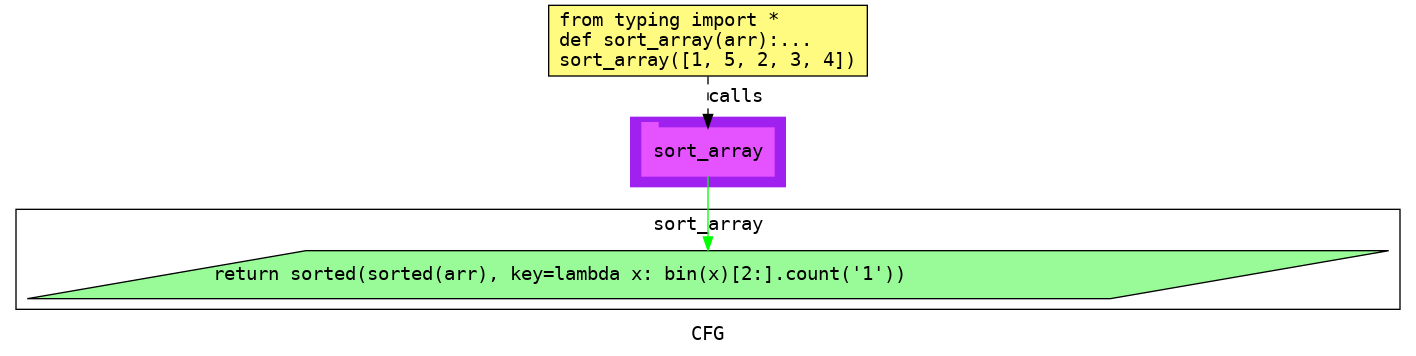 from typing import *
def sort_array(arr):...
sort_array([1, 5, 2, 3, 4])
calls
sort_array
sort_array
return sorted(sorted(arr), key=lambda x: bin(x)[2:].count('1'))
CFG